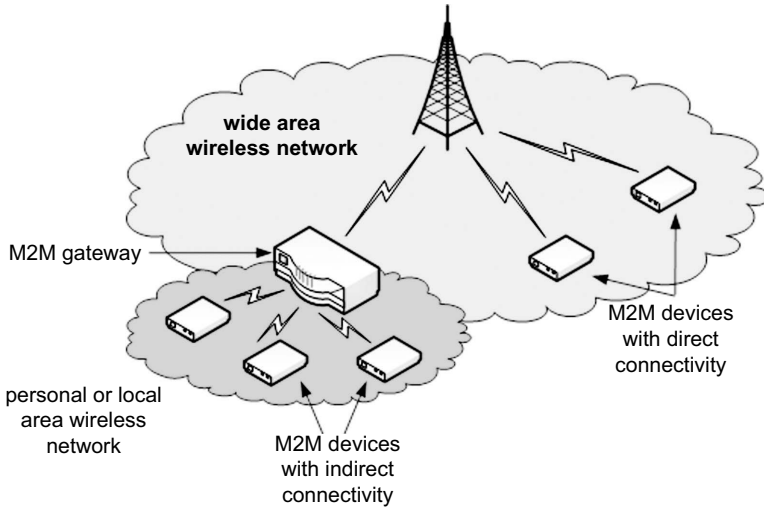 wide area
wireless network
M2M gateway
M2M devices
with direct
connectivity
personal or local
area wireless
network
M2M devices
with indirect
connectivity